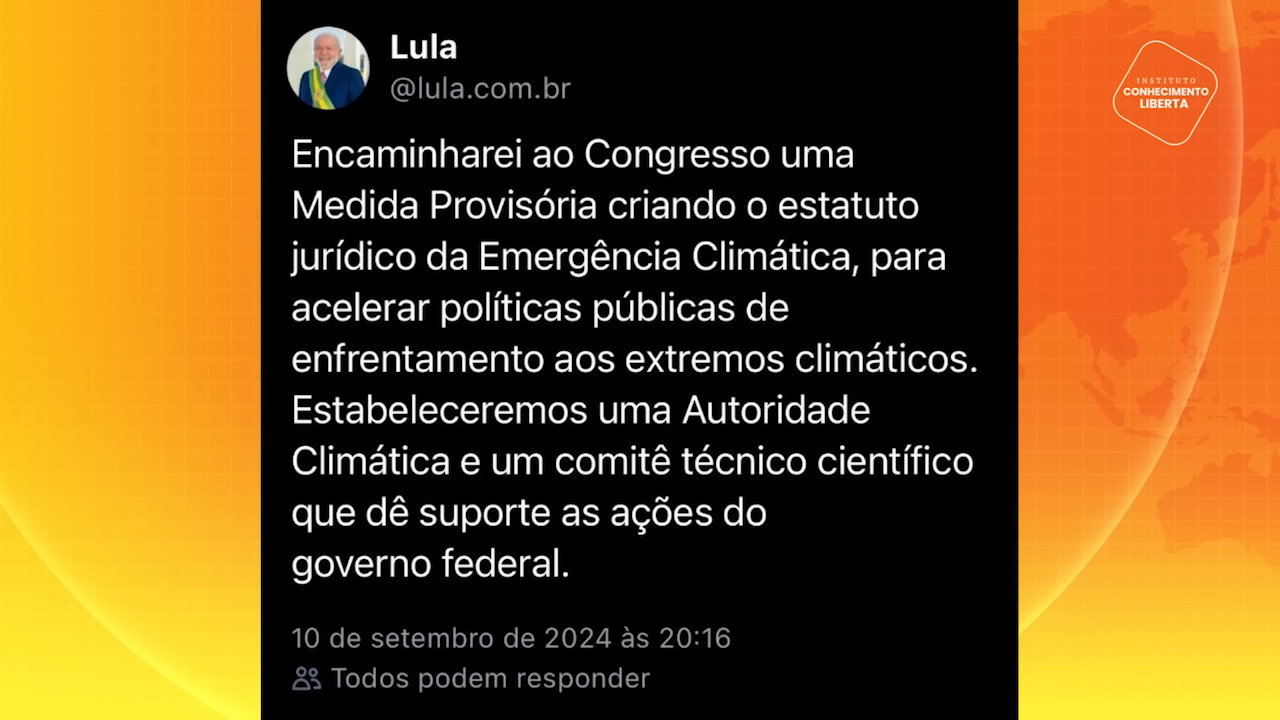 Lula
@lula.com.br
Encaminharei ao Congresso uma
Medida Provisória criando o estatuto
jurídico da Emergência Climática, para
acelerar políticas públicas de
enfrentamento aos extremos climáticos.
Estabeleceremos uma Autoridade
Climática e um comitê técnico científico
que dê suporte as ações do
governo federal.
10 de setembro de 2024 às 20:16
Todos podem responder
INSTITUTO
CONHECIMENTO
LIBERTA